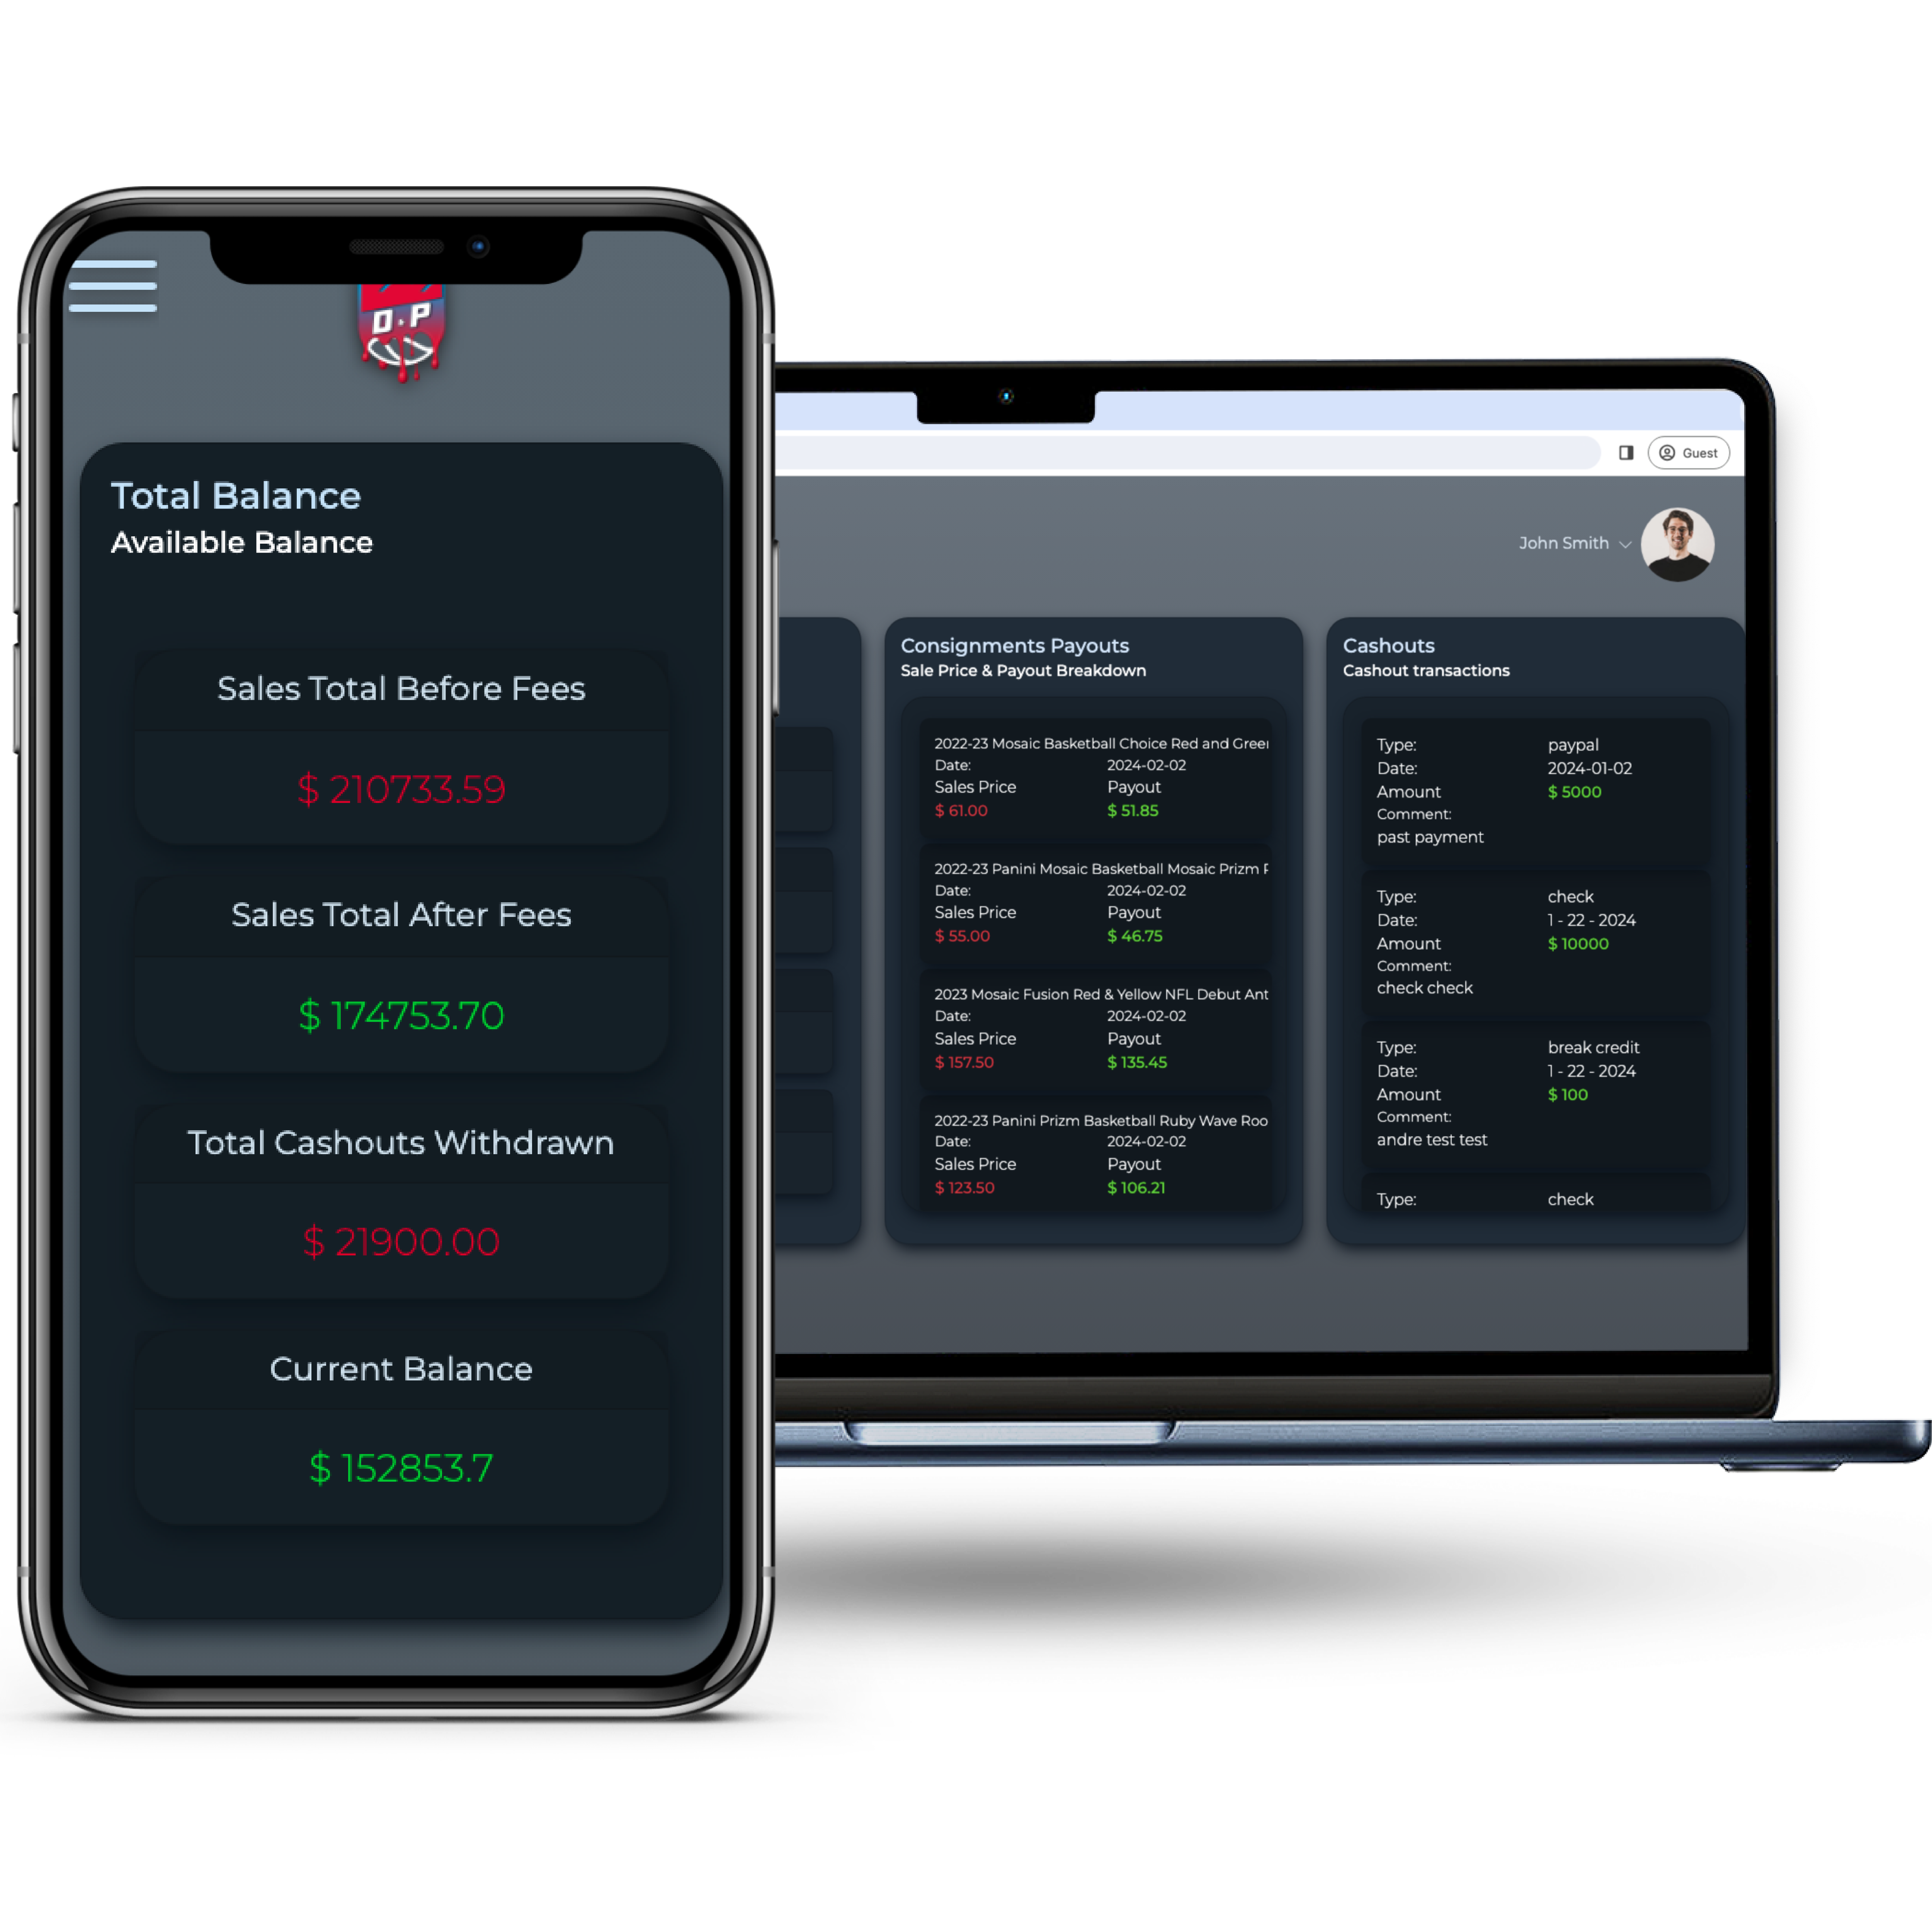 D.P
Total Balance
Available Balance
Sales Total Before Fees
$ 210733.59
Sales Total After Fees
$ 174753.70
Total Cashouts Withdrawn
$ 21900.00
Current Balance
$ 152853.7
Guest
John Smith
Consignments Payouts
Sale Price & Payout Breakdown
2022-23 Mosaic Basketball Choice Red and Green
Date: 2024-02-02
Sales Price Payout
$ 61.00 $ 51.85
2022-23 Panini Mosaic Basketball Mosaic Prizm
Date: 2024-02-02
Sales Price Payout
$ 55.00 $ 46.75
2023 Mosaic Fusion Red & Yellow NFL Debut Ant
Date: 2024-02-02
Sales Price Payout
$ 157.50 $ 135.45
2022-23 Panini Prizm Basketball Ruby Wave Roo
Date: 2024-02-02
Sales Price Payout
$ 123.50 $ 106.21
Cashouts
Cashout transactions
Type: paypal
Date: 2024-01-02
Amount $ 5000
Comment:
past payment
Type: check
Date: 1 - 22 - 2024
Amount $ 10000
Comment:
check check
Type: break credit
Date: 1 - 22 - 2024
Amount $ 100
Comment:
andre test test
Type: check